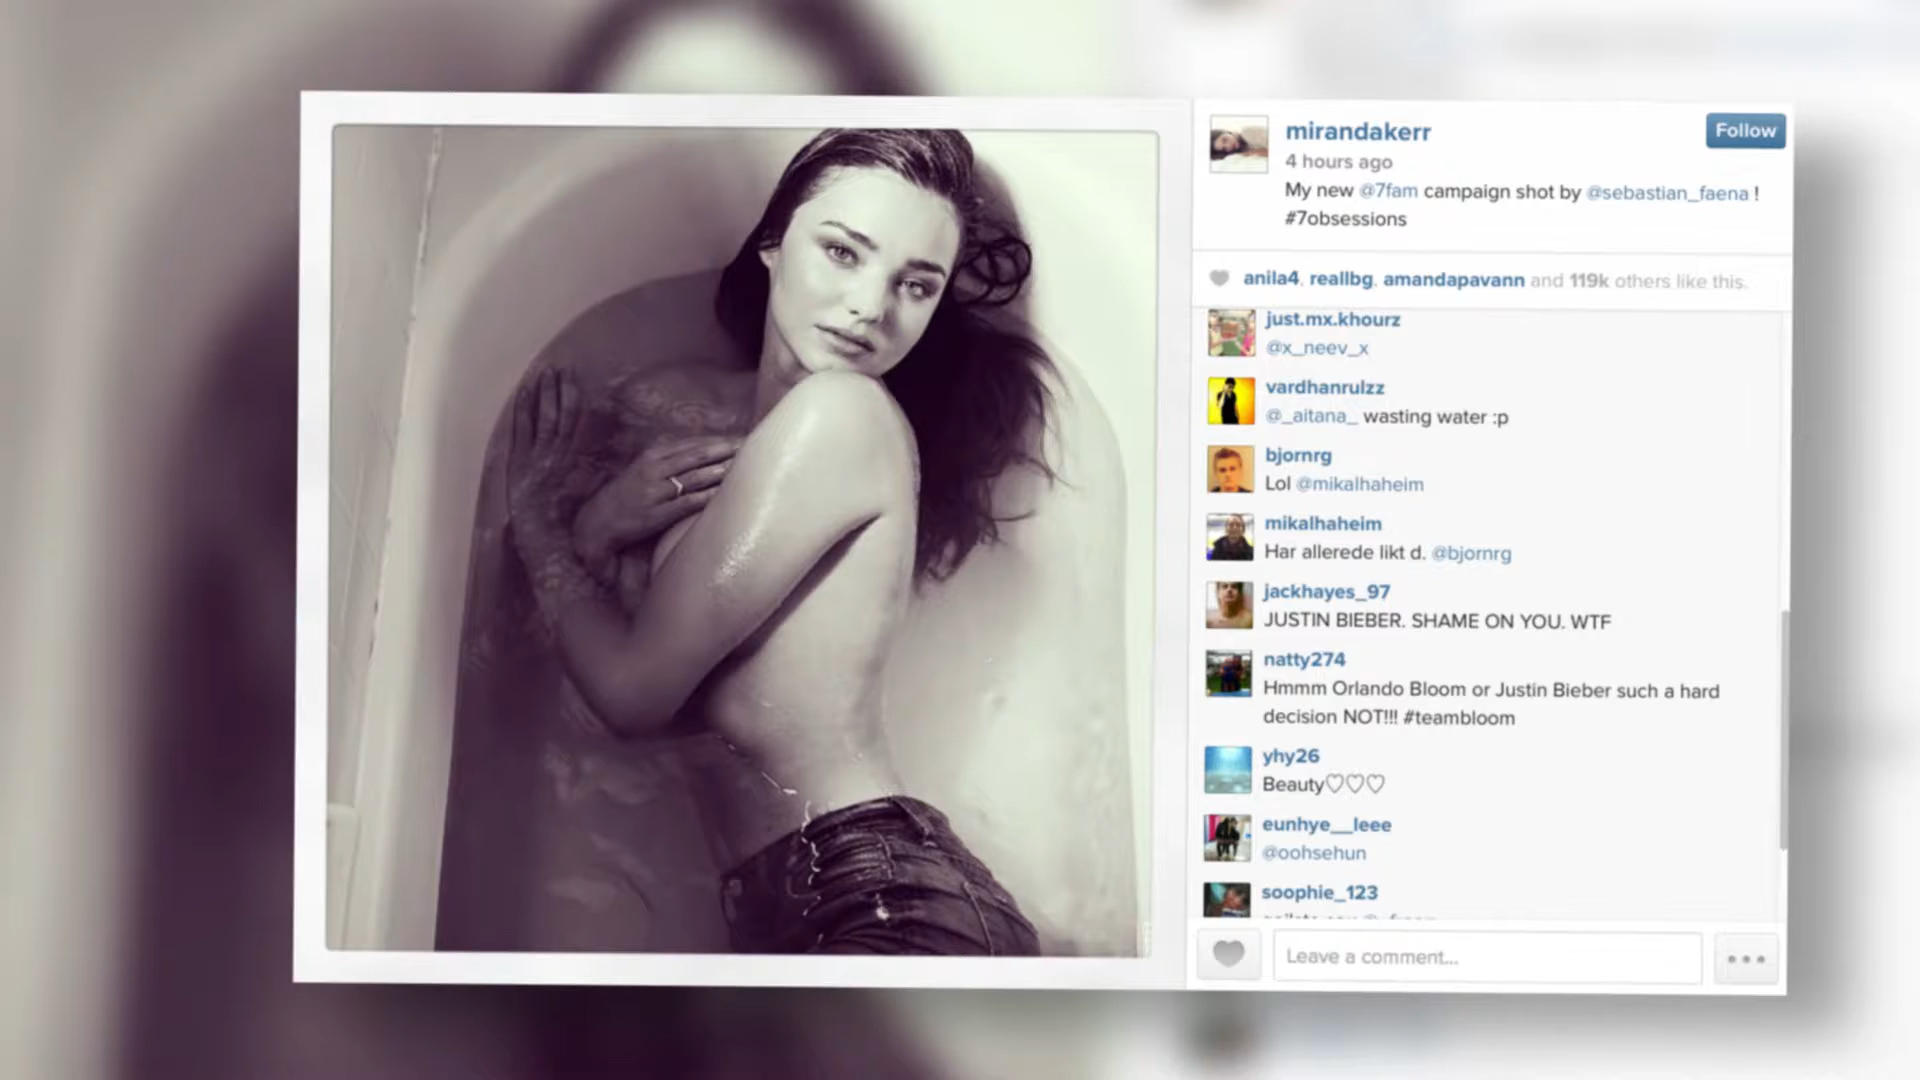 mirandakerr
Follow
4 hours ago
My new @7fam campaign shot by @sebastian_faena !
#7obsessions
anila4, reallbg, amandapavann and 119k others like this.
just.mx.khourz
@x_neev_x
vardhanrulzz
@_aitana_ wasting water :p
bjornrg
Lol @mikalhaheim
mikalhaheim
Har allerede likt d. @bjornrg
jackhayes_97
JUSTIN BIEBER. SHAME ON YOU. WTF
natty274
Hmmm Orlando Bloom or Justin Bieber such a hard
decision NOT!!! #teambloom
yhy26
Beauty♡♡♡
eunhye__leee
@oohsehun
soophie_123
Leave a comment...